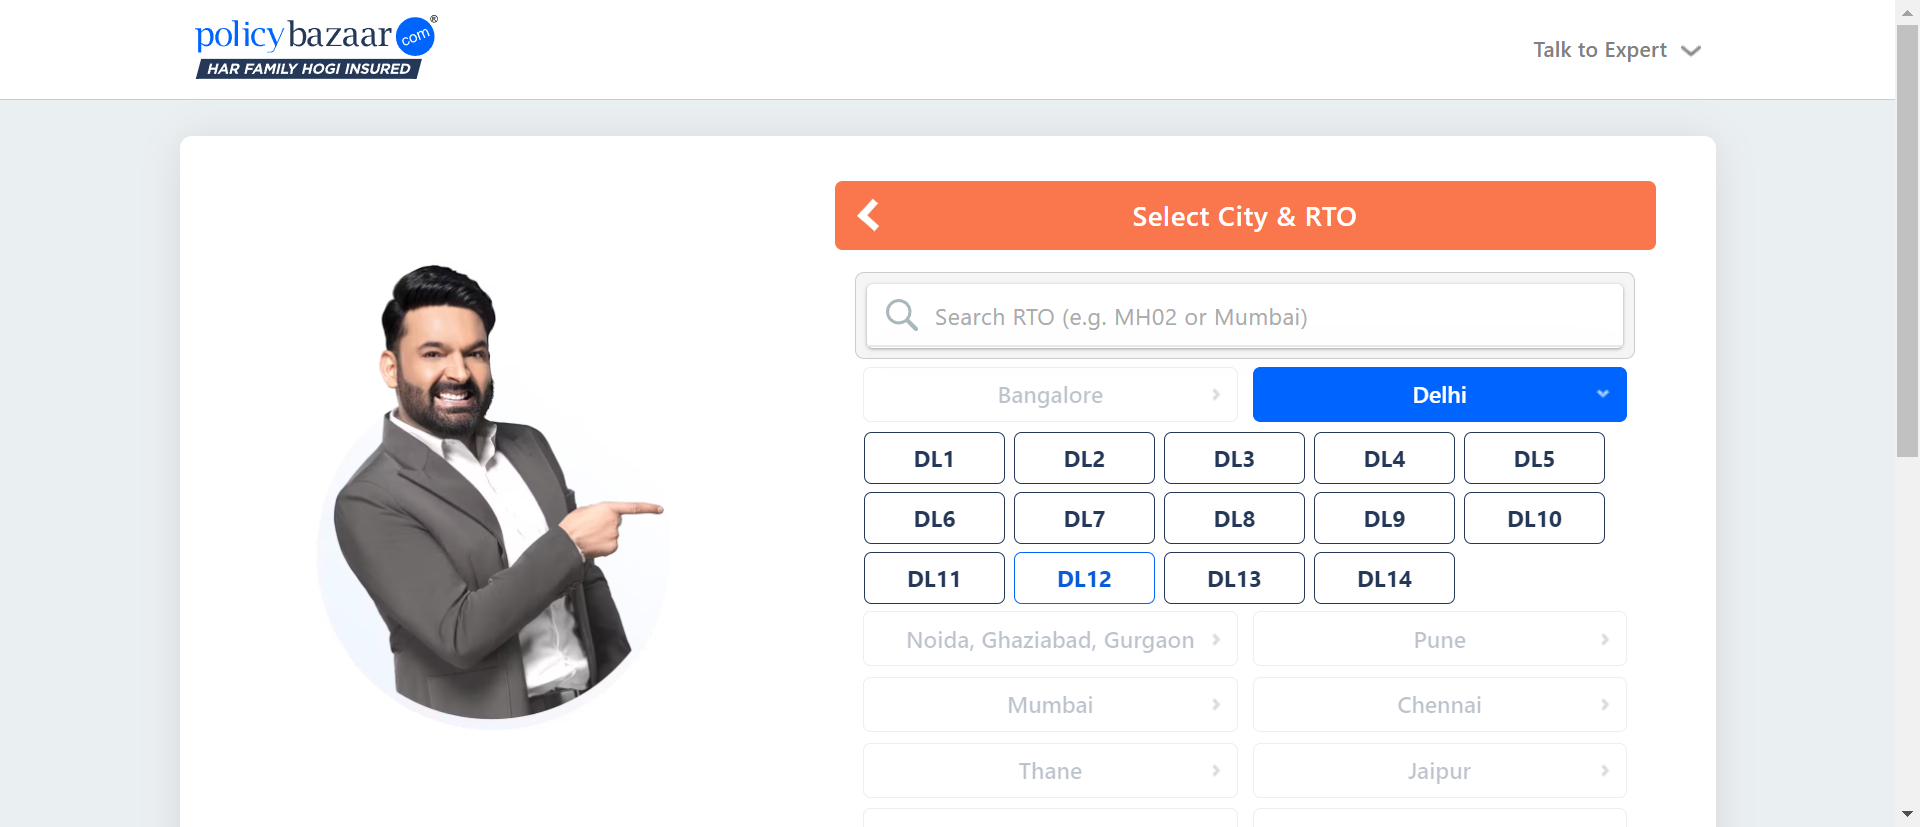 policybazaar.com®
HAR FAMILY HOGI INSURED
Talk to Expert
Select City & RTO
Search RTO (e.g. MH02 or Mumbai)
Bangalore
Delhi
DL1 DL2 DL3 DL4 DL5
DL6 DL7 DL8 DL9 DL10
DL11 DL12 DL13 DL14
Noida, Ghaziabad, Gurgaon
Pune
Mumbai
Chennai
Thane
Jaipur